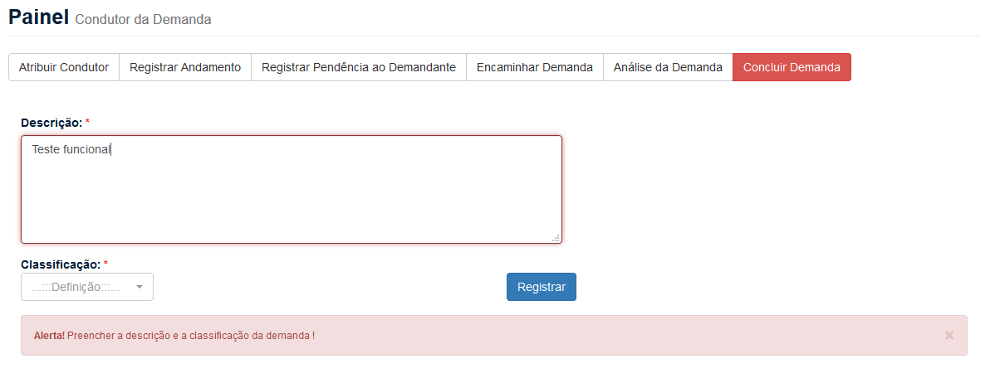 Painel Condutor da Demanda
Atribuir Condutor Registrar Andamento Registrar Pendência ao Demandante Encaminhar Demanda Análise da Demanda Concluir Demanda
Descrição: *
Teste funcional
Classificação: *
...:::Definição:::...
Registrar
Alerta! Preencher a descrição e a classificação da demanda ! ×